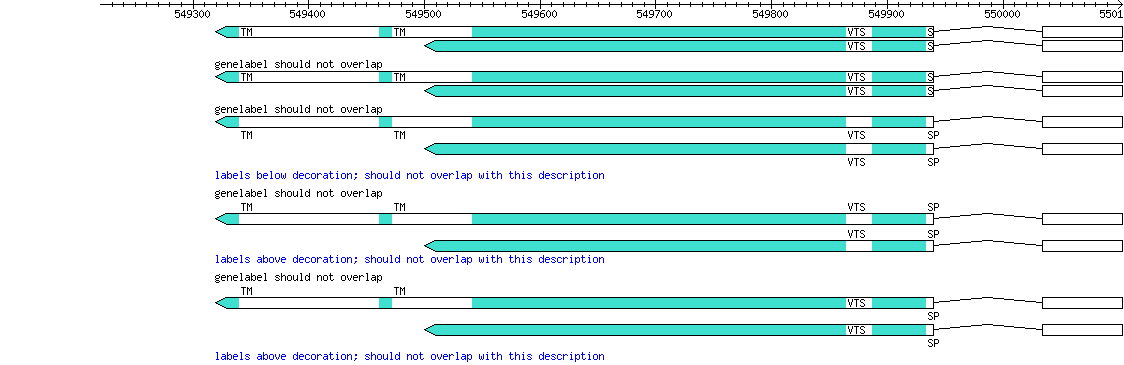 549300 549400 549500 549600 549700 549800 549900 550000 5501
TM TM VTS S
VTS S
genelabel should not overlap
TM TM VTS S
VTS S
genelabel should not overlap
TM TM VTS SP
VTS SP
labels below decoration; should not overlap with this description
genelabel should not overlap
TM TM VTS SP
VTS SP
labels above decoration; should not overlap with this description
genelabel should not overlap
TM TM
VTS
SP
VTS
SP
labels above decoration; should not overlap with this description